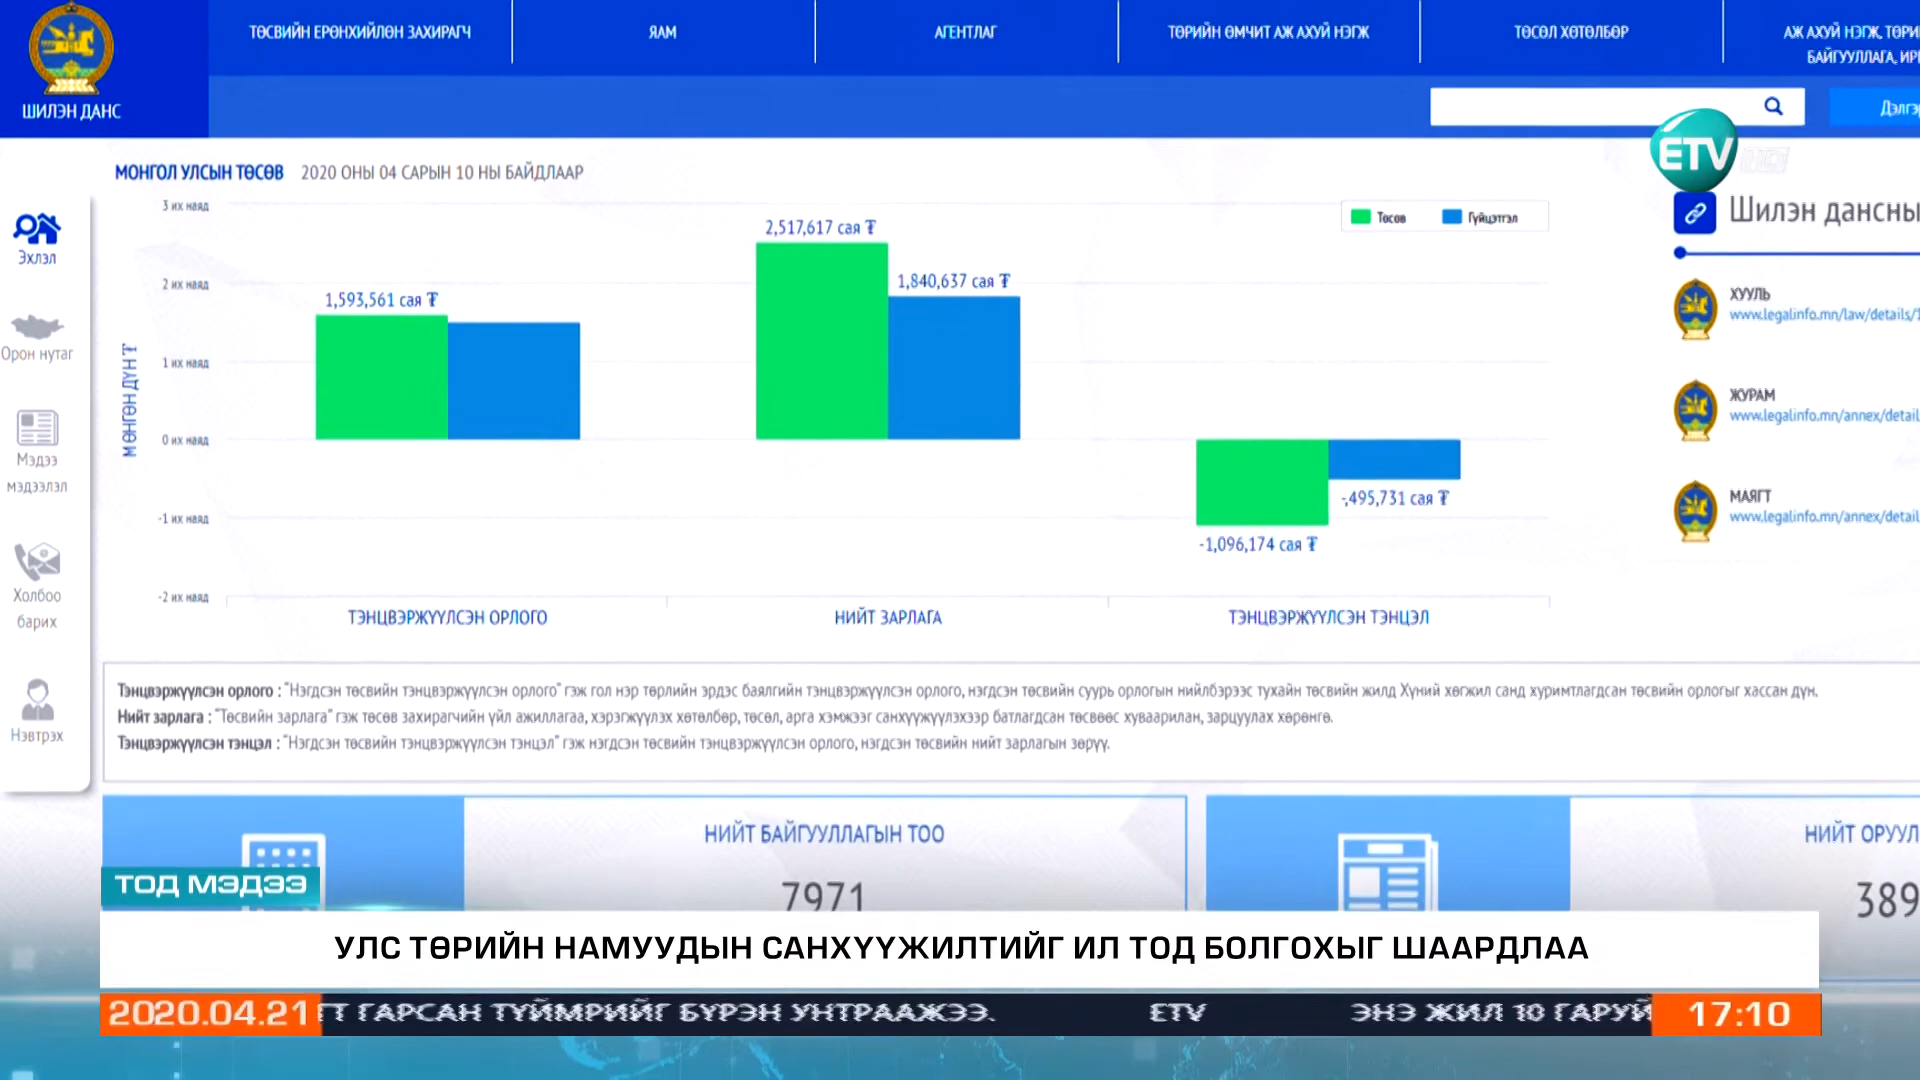 ТӨСВИЙН ЕРӨНХИЙЛӨН ЗАХИРАГЧ
ЯАМ
АГЕНТЛАГ
ТӨРИЙН ӨМЧИТ АЖ АХУЙ НЭГЖ
ТӨСӨЛ ХӨТӨЛБӨР
АЖ АХУЙ НЭГЖ,
ШИЛЭН ДАНС
ETV
МОНГОЛ УЛСЫН ТӨСӨВ 2020 ОНЫ 04 САРЫН 10 НЫ БАЙДЛААР
3 их наяд
2 их наяд
1 их наяд
0 их наяд
-1 их наяд
-2 их наяд
МӨНГӨН ДҮН ₮
Төсөв
Гүйцэтгэл
1,593,561 сая ₮
2,517,617 сая ₮
1,840,637 сая ₮
-1,096,174 сая ₮
-,495,731 сая ₮
ТЭНЦВЭРЖҮҮЛСЭН ОРЛОГО
НИЙТ ЗАРЛАГА
ТЭНЦВЭРЖҮҮЛСЭН ТЭНЦЭЛ
Эхлэл
Орон нутаг
Мэдээ
мэдээлэл
Холбоо
барих
Нэвтрэх
Шилэн дансны
ХУУЛЬ
www.legalinfo.mn/law/details/
ЖУРАМ
www.legalinfo.mn/annex/detail
МАЯГТ
www.legalinfo.mn/annex/detail
Тэнцвэржүүлсэн орлого : "Нэгдсэн төсвийн тэнцвэржүүлсэн орлого" гэж гол нэр төрлийн эрдэс баялгийн тэнцвэржүүлсэн орлого, нэгдсэн төсвийн суурь орлогын нийлбэрээс тухайн төсвийн жилд Хүний хөгжил санд хуримтлагдсан төсвийн орлогыг хассан дүн.
Нийт зарлага : "Төсвийн зарлага" гэж төсөв захирагчийн үйл ажиллагаа, хэрэгжүүлэх хөтөлбөр, төсөл, арга хэмжээг санхүүжүүлэхээр батлагдсан төсвөөс хуваарилан, зарцуулах хөрөнгө.
Тэнцвэржүүлсэн тэнцэл : "Нэгдсэн төсвийн тэнцвэржүүлсэн тэнцэл" гэж нэгдсэн төсвийн тэнцвэржүүлсэн орлого, нэгдсэн төсвийн нийт зарлагын зөрүү.
НИЙТ БАЙГУУЛЛАГЫН ТОО
7971
НИЙТ ОРУУЛ
389
ТОД МЭДЭЭ
УЛС ТӨРИЙН НАМУУДЫН САНХҮҮЖИЛТИЙГ ИЛ ТОД БОЛГОХЫГ ШААРДЛАА
2020.04.21
ГТ ГАРСАН ТҮЙМРИЙГ БҮРЭН УНТРААЖЭЭ. ETV ЭНЭ ЖИЛ 10 ГАРУЙ
17:10